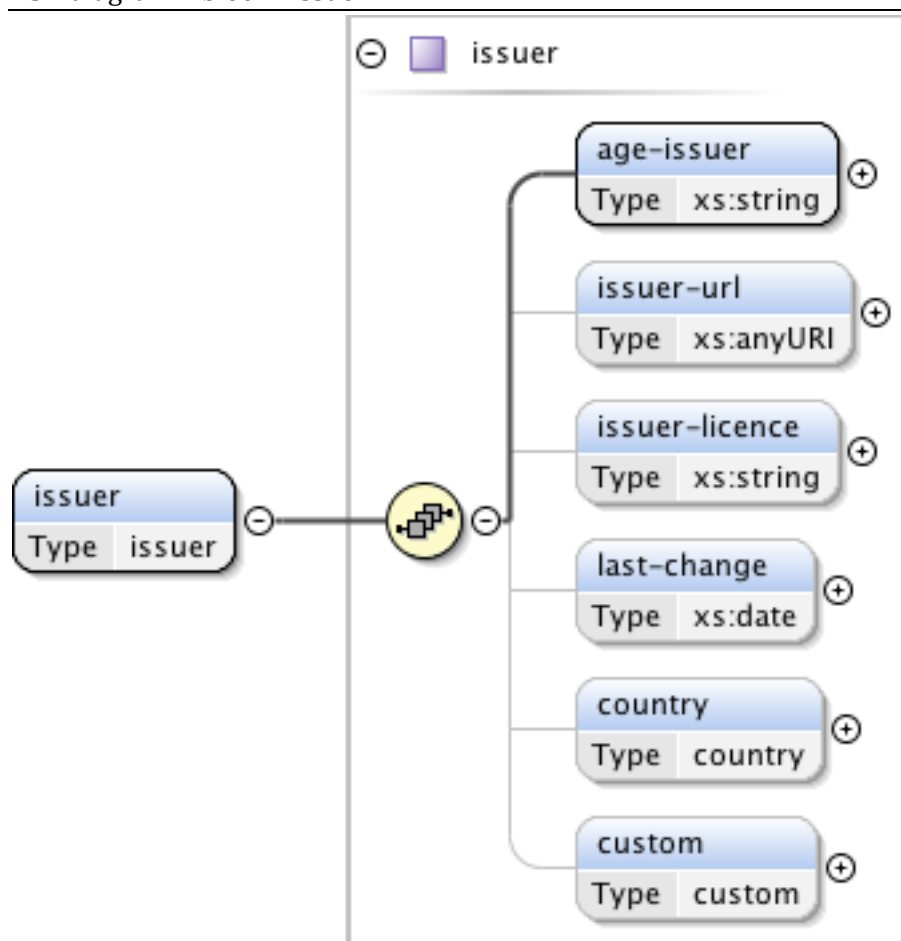 issuer
age-issuer
Type xs:string
issuer-url
Type xs:anyURI
issuer-licence
Type xs:string
issuer
Type issuer
last-change
Type xs:date
country
Type country
custom
Type custom